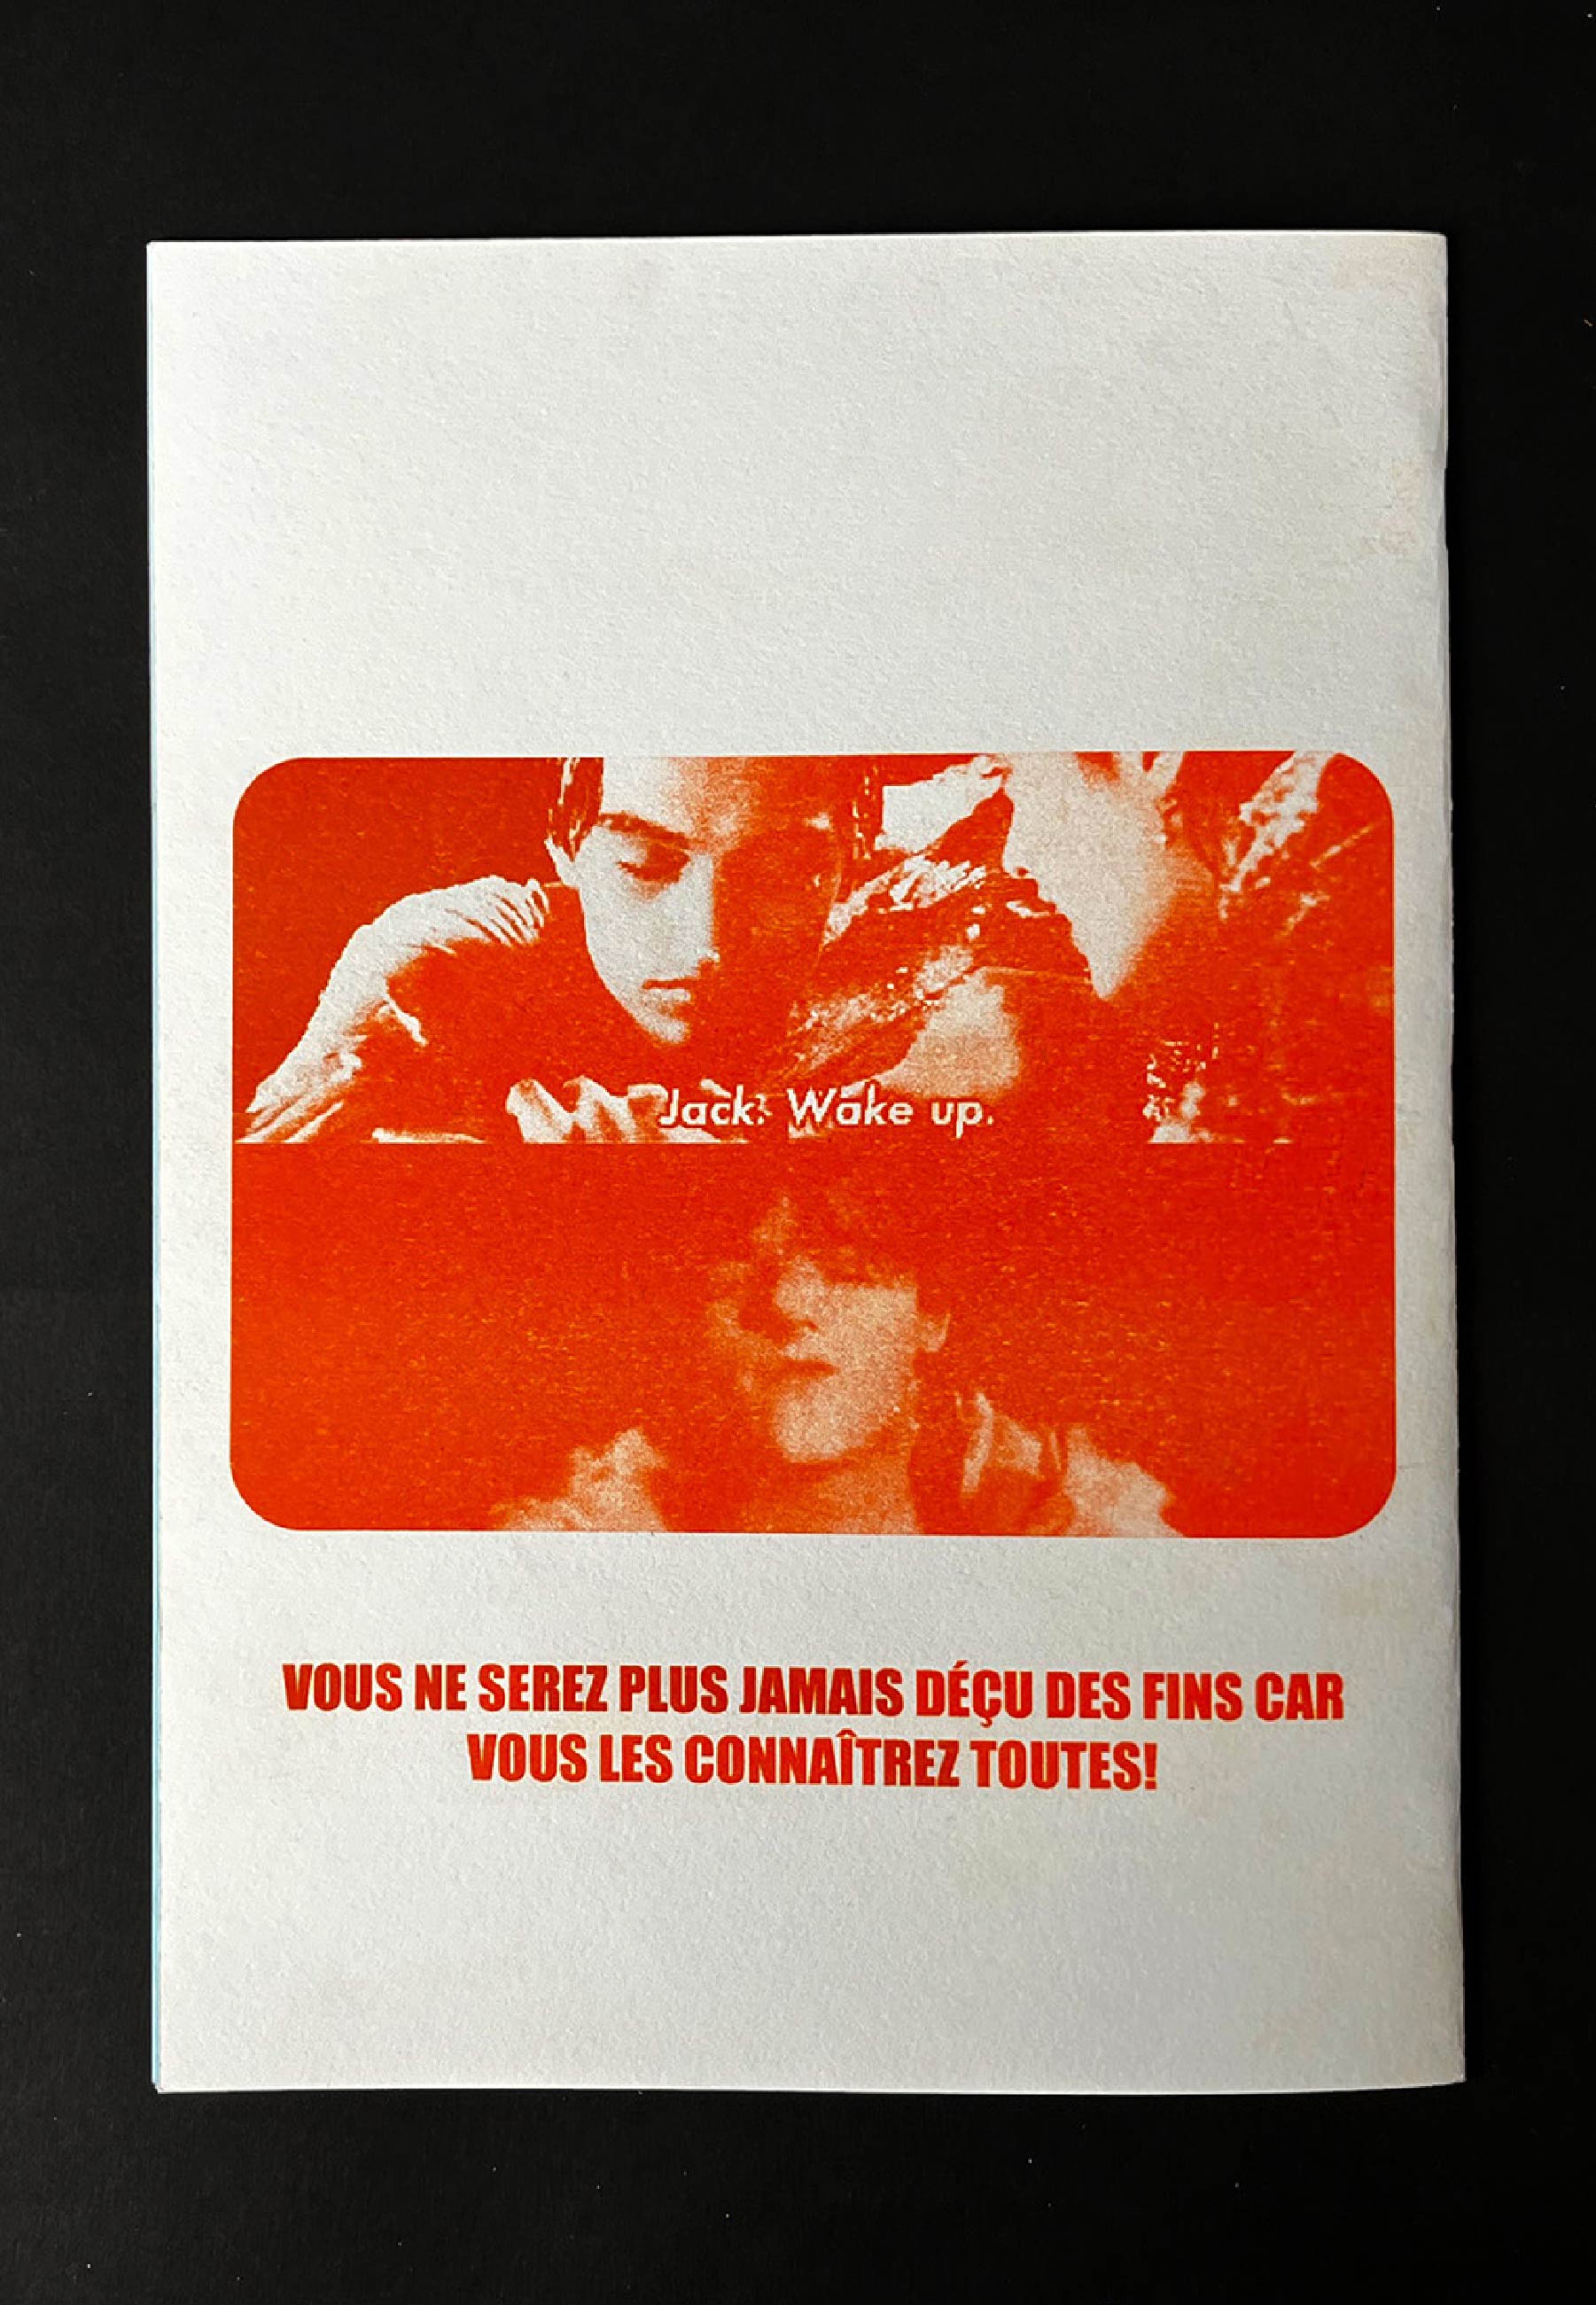 Jack? Wake up.
VOUS NE SEREZ PLUS JAMAIS DÉÇU DES FINS CAR
VOUS LES CONNAÎTREZ TOUTES!